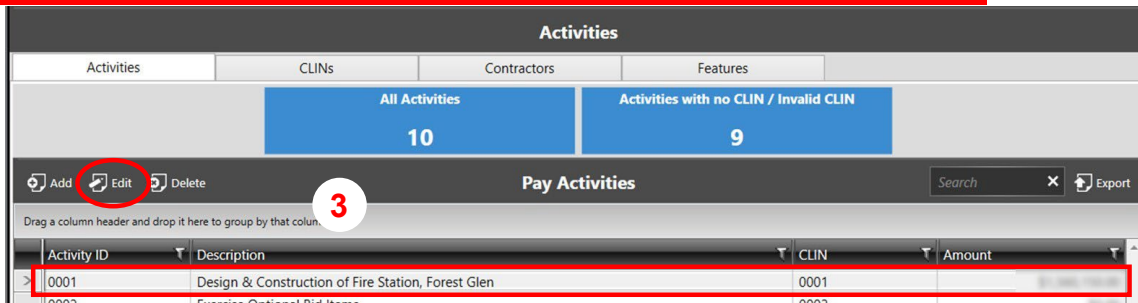 Activities
Activities CLINs Contractors Features
All Activities Activities with no CLIN / Invalid CLIN
10 9
Add Edit Delete Pay Activities Search Export
3
Drag a column header and drop it here to group by that
Activity ID Description CLIN Amount
0001 Design & Construction of Fire Station, Forest Glen 0001